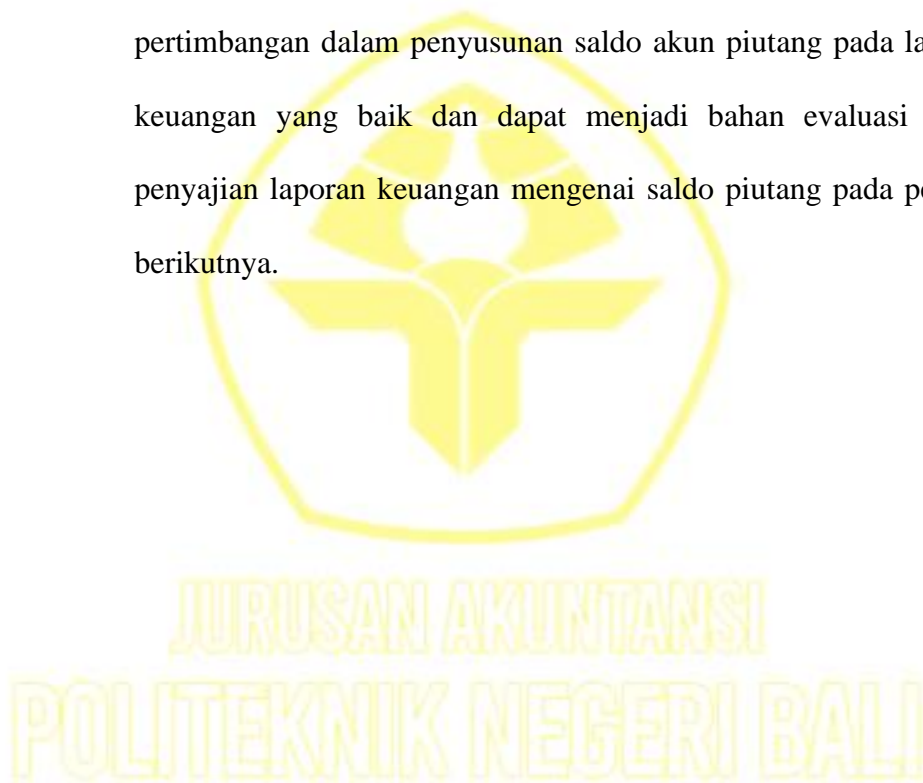 pertimbangan dalam penyusunan saldo akun piutang pada
keuangan yang baik dan dapat menjadi bahan evaluasi
penyajian laporan keuangan mengenai saldo piutang pada
berikutnya.
JURUSAN AKUNTANSI
POLITEKNIK NEGERI BALI